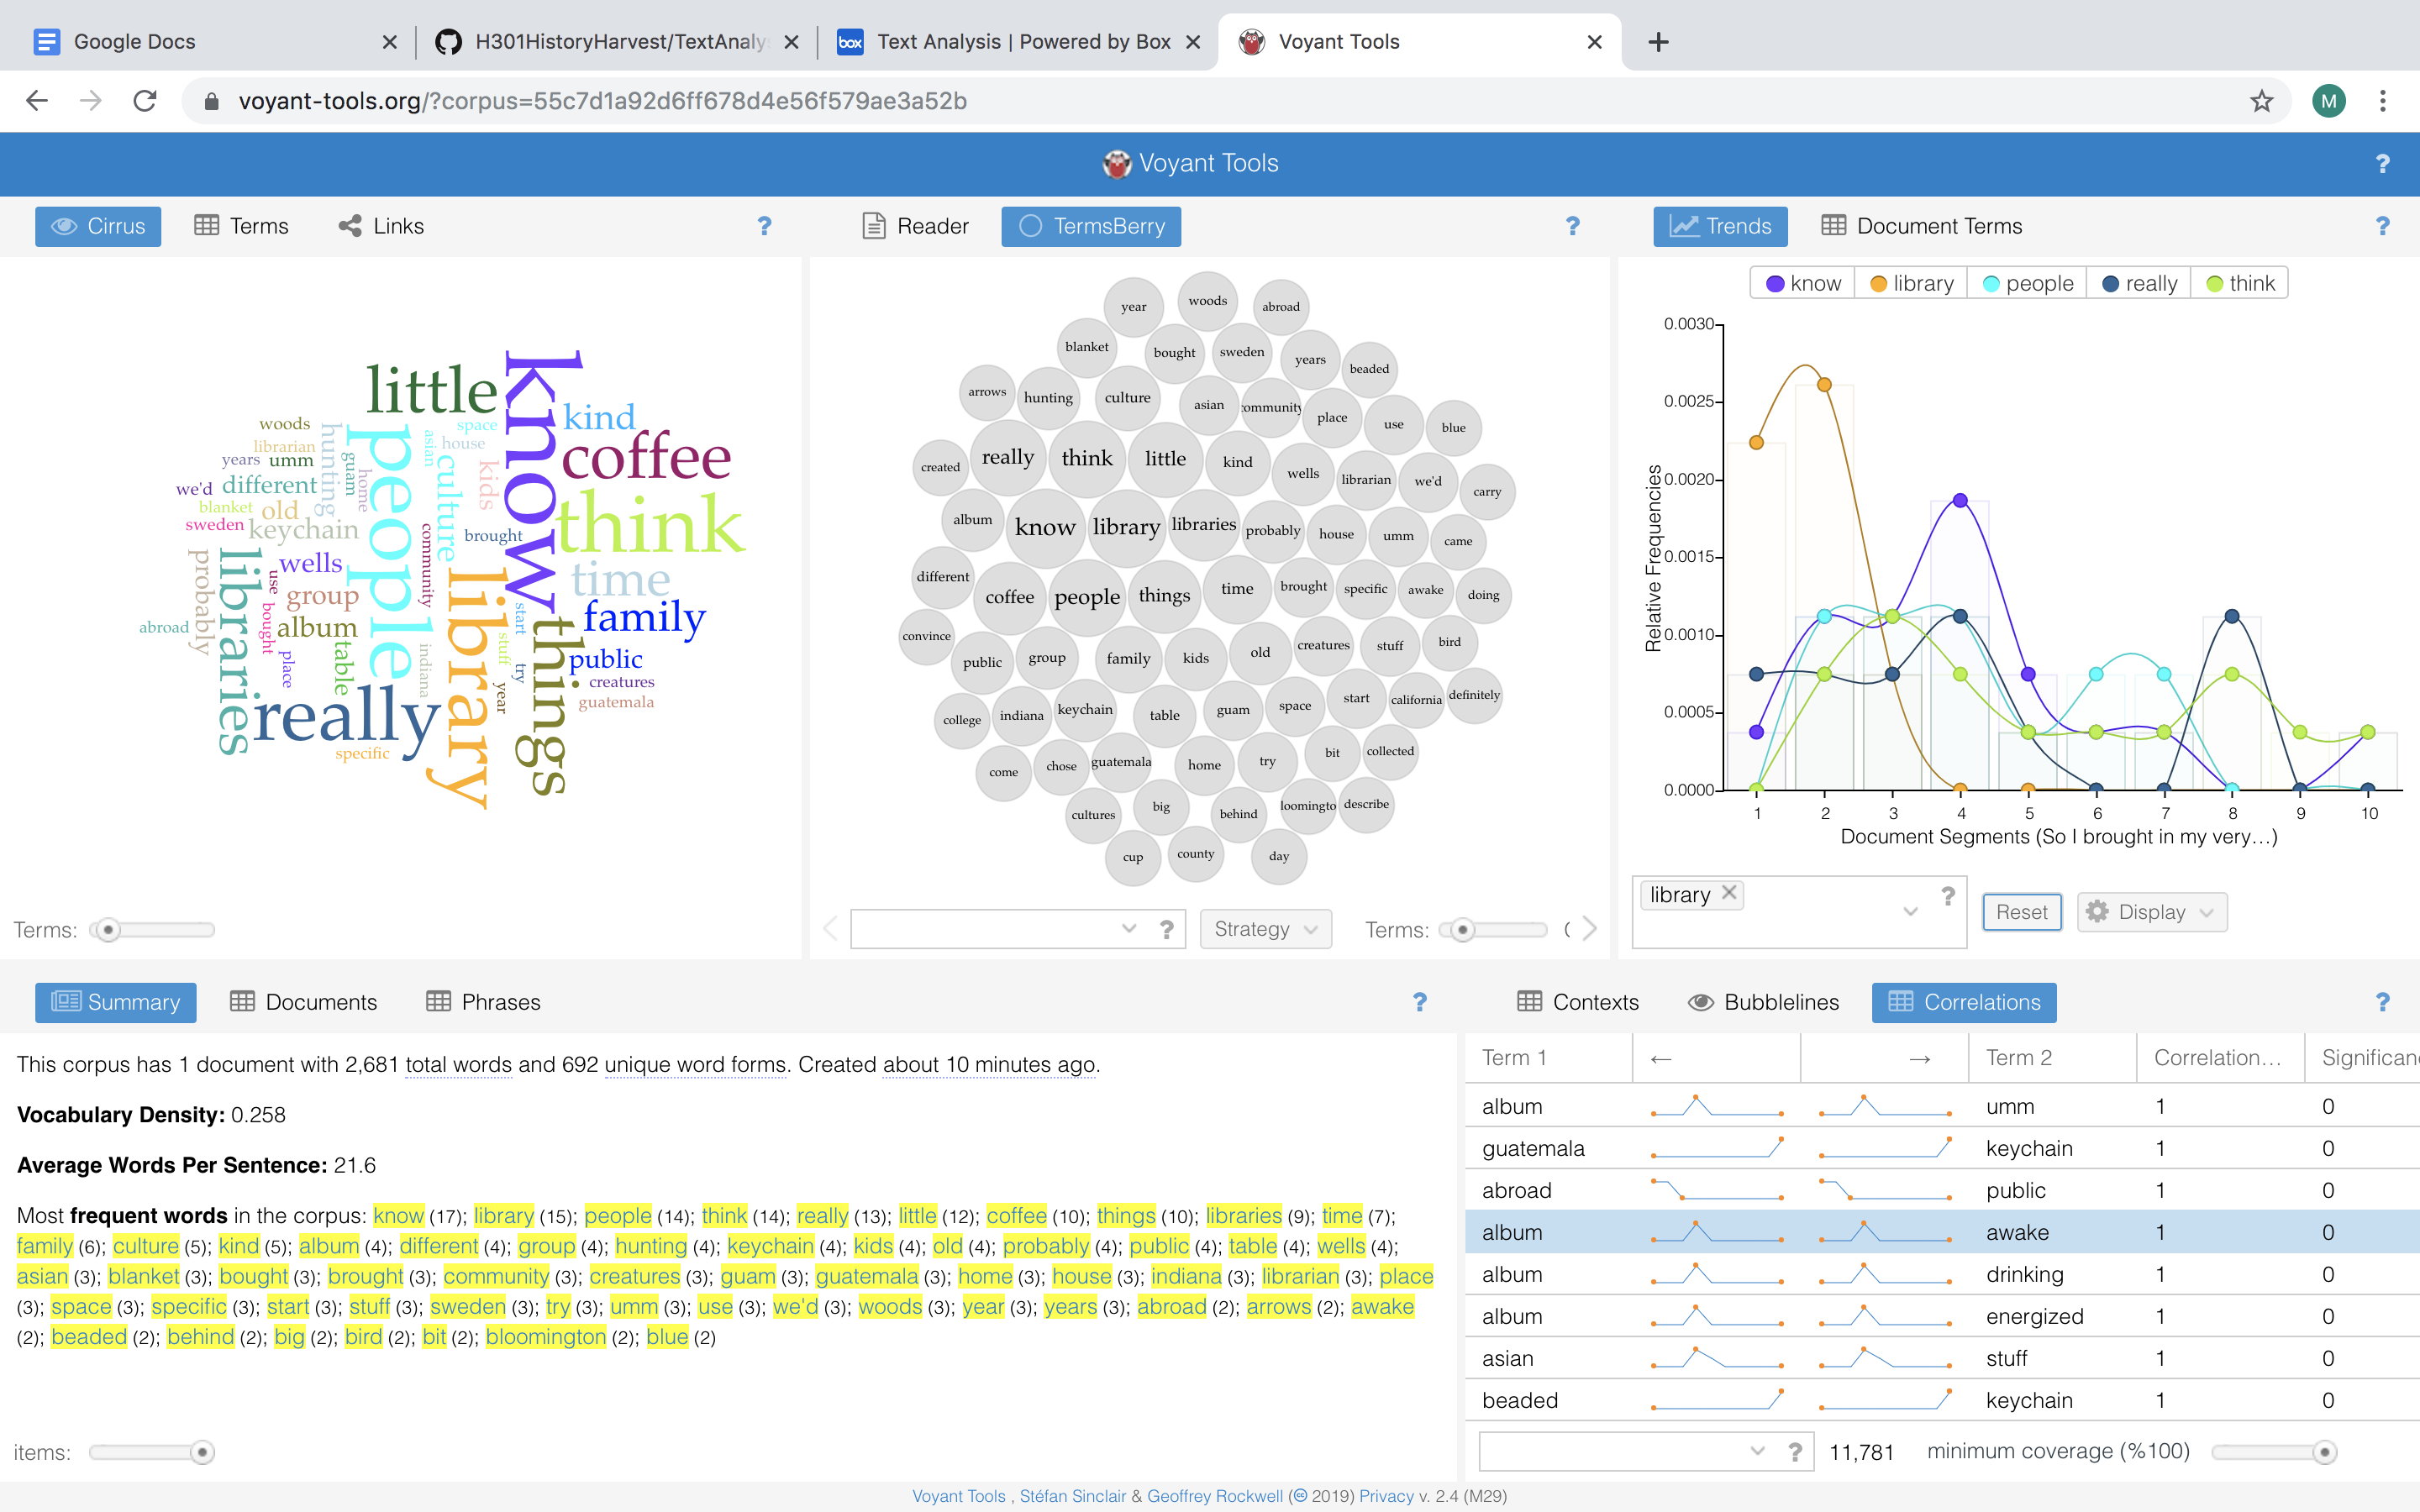 Google Docs
H301HistoryHarvest/TextAnaly
box Text Analysis | Powered by Box
Voyant Tools
voyant-tools.org/?corpus=55c7d1a92d6ff678d4e56f579ae3a52b
M
Voyant Tools ?
Cirrus Terms Links ?
Reader TermsBerry ?
Trends Document Terms ?
little
know
kind
coffee
think
time
family
public
creatures
guatemala
things
people
library
libraries
really
specific
woods
librarian
years umm
we'd different
blanket old
sweden keychain
hunting
guam
home
asian
space
house
culture
kids
brought
community
wells
use
group
bought
album
abroad
probably
place
table
indiana
start
stuff
try
year
year woods abroad
blanket bought sweden years beaded
arrows hunting culture asian community place use blue
created really think little kind wells librarian we'd carry
album know library libraries probably house umm came
different coffee people things time brought specific awake doing
convince public group family kids old creatures stuff bird
college indiana keychain table guam space start california definitely
come chose guatemala home try bit collected
cultures big behind loomingto describe
cup county day
know library people really think
0.0030
0.0025
0.0020
0.0015
0.0010
0.0005
0.0000
Relative Frequencies
1 2 3 4 5 6 7 8 9 10
Document Segments (So I brought in my very...)
Terms:
? Strategy Terms: (
library ? Reset Display
Summary Documents Phrases ?
This corpus has 1 document with 2,681 total words and 692 unique word forms. Created about 10 minutes ago.
Vocabulary Density: 0.258
Average Words Per Sentence: 21.6
Most frequent words in the corpus: know (17); library (15); people (14); think (14); really (13); little (12); coffee (10); things (10); libraries (9); time (7);
family (6); culture (5); kind (5); album (4); different (4); group (4); hunting (4); keychain (4); kids (4); old (4); probably (4); public (4); table (4); wells (4);
asian (3); blanket (3); bought (3); brought (3); community (3); creatures (3); guam (3); guatemala (3); home (3); house (3); indiana (3); librarian (3); place
(3); space (3); specific (3); start (3); stuff (3); sweden (3); try (3); umm (3); use (3); we'd (3); woods (3); year (3); years (3); abroad (2); arrows (2); awake
(2); beaded (2); behind (2); big (2); bird (2); bit (2); bloomington (2); blue (2)
items:
Contexts Bubblelines Correlations ?
Term 1 ← → Term 2 Correlation... Significan
album umm 1 0
guatemala keychain 1 0
abroad public 1 0
album awake 1 0
album drinking 1 0
album energized 1 0
asian stuff 1 0
beaded keychain 1 0
? 11,781 minimum coverage (%100)
Voyant Tools , Stéfan Sinclair & Geoffrey Rockwell (🅭 2019) Privacy v. 2.4 (M29)